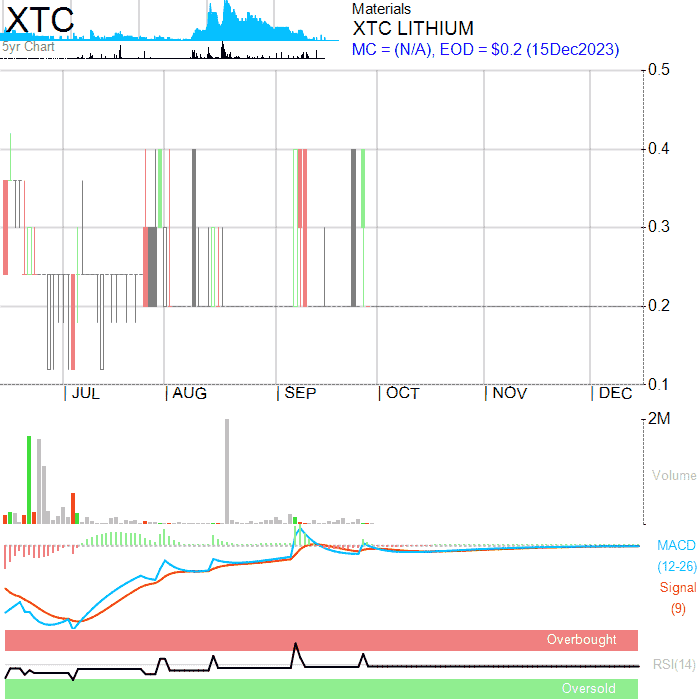 XTC
5yr Chart
Materials
XTC LITHIUM
MC = (N/A), EOD = $0.2 (15Dec2023)
0.5
0.4
0.3
0.2
0.1
JUL
AUG
SEP
OCT
NOV
DEC
2M
Volume
MACD
(12-26)
Signal
(9)
Overbought
RSI(14)
Oversold